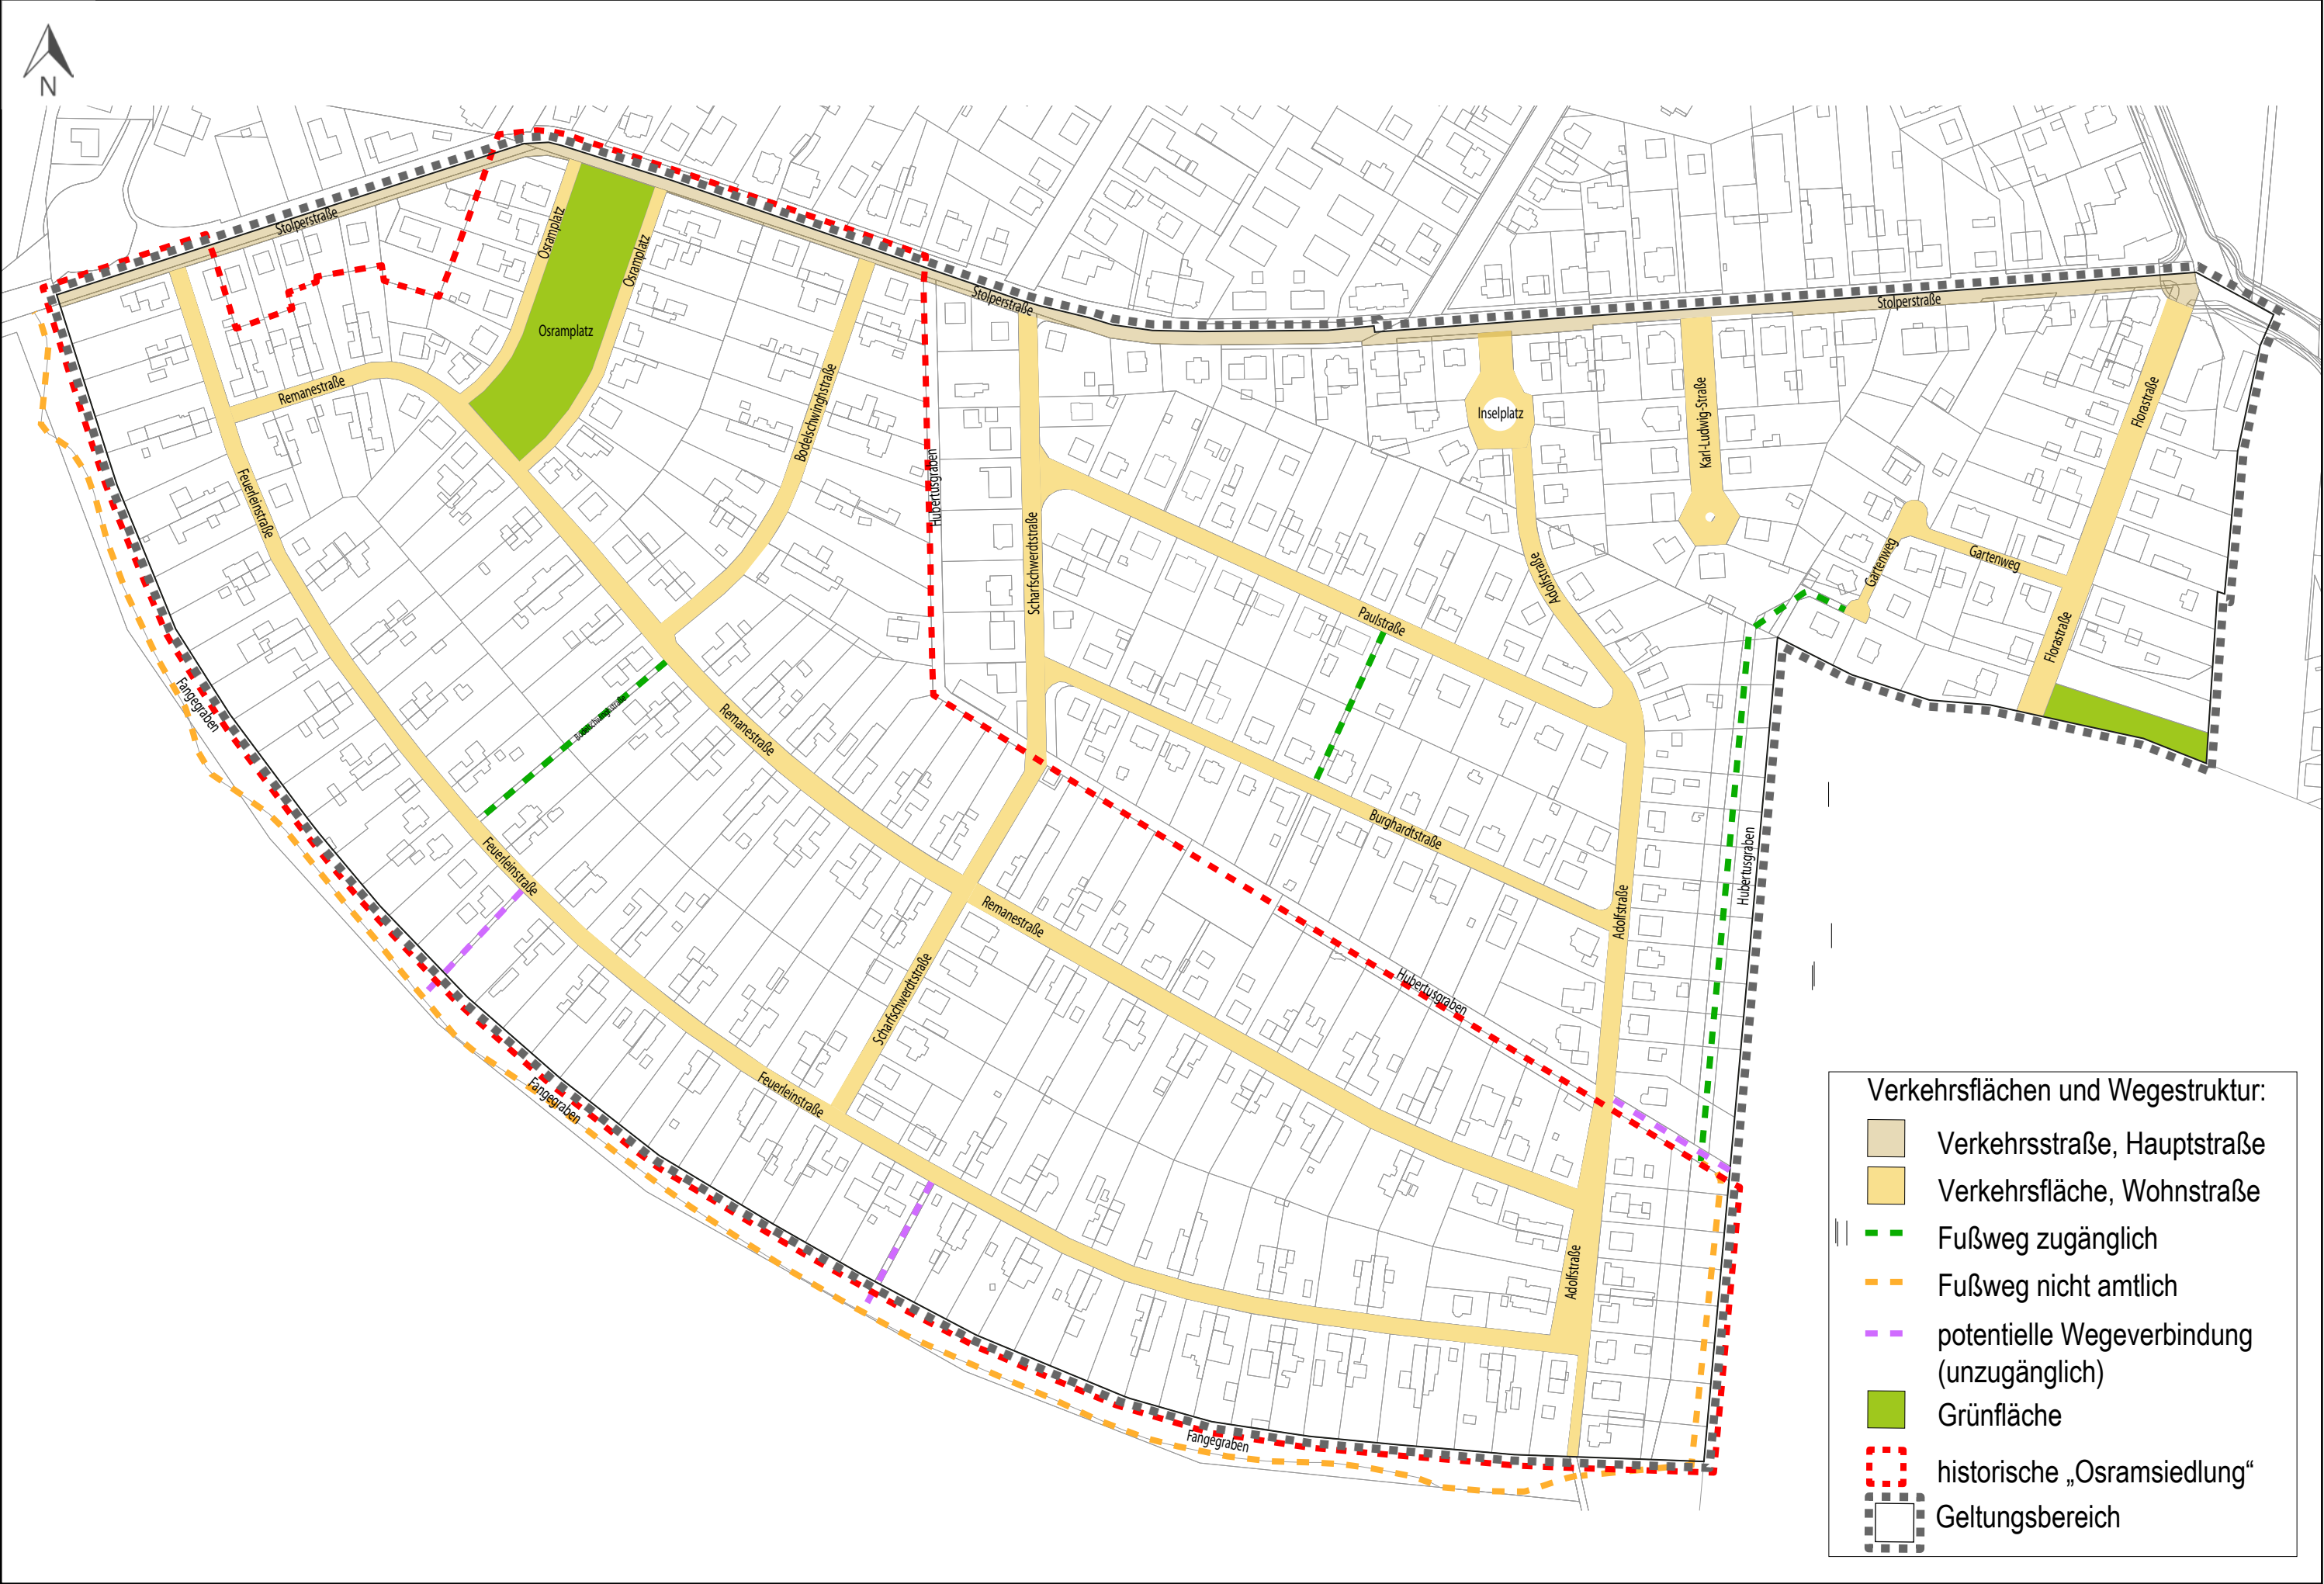 N
Stolperstraße
Osramplatz
Osramplatz
Osramplatz
Stolperstraße
Stolperstraße
Remanestraße
Bodelschwinghstraße
Inselplatz
Karl-Ludwig-Straße
Florastraße
Feuerleinstraße
Hubertusgraben
Scharfschwerdtstraße
Adolfstraße
Gartenweg
Gartenweg
Paulstraße
Florastraße
Fangegraben
Remanestraße
Burghardtstraße
Hubertusgraben
Feuerleinstraße
Remanestraße
Adolfstraße
Scharfschwerdtstraße
Hubertusgraben
Fangegraben
Feuerleinstraße
Adolfstraße
Fangegraben
Verkehrsflächen und Wegestruktur:
Verkehrsstraße, Hauptstraße
Verkehrsfläche, Wohnstraße
Fußweg zugänglich
Fußweg nicht amtlich
potentielle Wegeverbindung
(unzugänglich)
Grünfläche
historische „Osramsiedlung“
Geltungsbereich